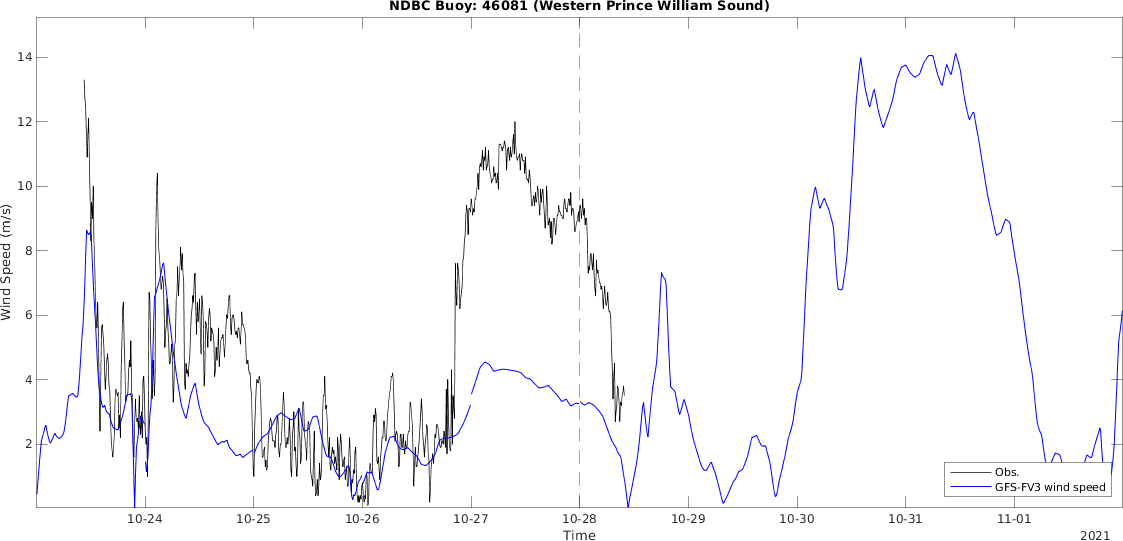 NDBC Buoy: 46081 (Western Prince William Sound)
14
12
10
8
6
4
2
Wind Speed (m/s)
Obs.
GFS-FV3 wind speed
10-24 10-25 10-26 10-27 10-28 10-29 10-30 10-31 11-01
Time
2021